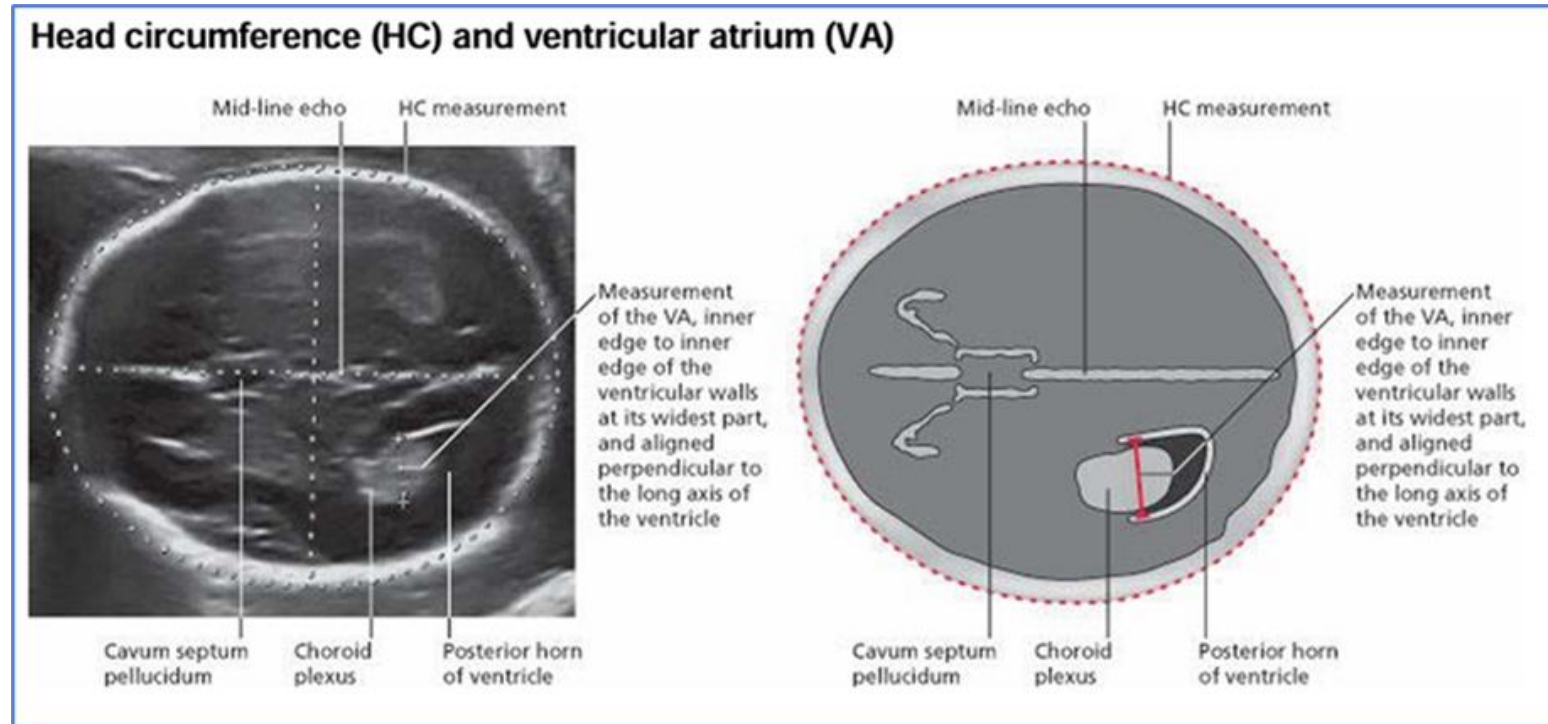 Head circumference (HC) and ventricular atrium (VA)
Mid-line echo
HC measurement
Measurement
of the VA, inner
edge to inner
edge of the
ventricular walls
at its widest part,
and aligned
perpendicular to
the long axis of
the ventricle
Cavum septum
pellucidum
Choroid
plexus
Posterior horn
of ventricle
Mid-line echo
HC measurement
Measurement
of the VA, inner
edge to inner
edge of the
ventricular walls
at its widest part,
and aligned
perpendicular to
the long axis of
the ventricle
Cavum septum
pellucidum
Choroid
plexus
Posterior horn
of ventricle